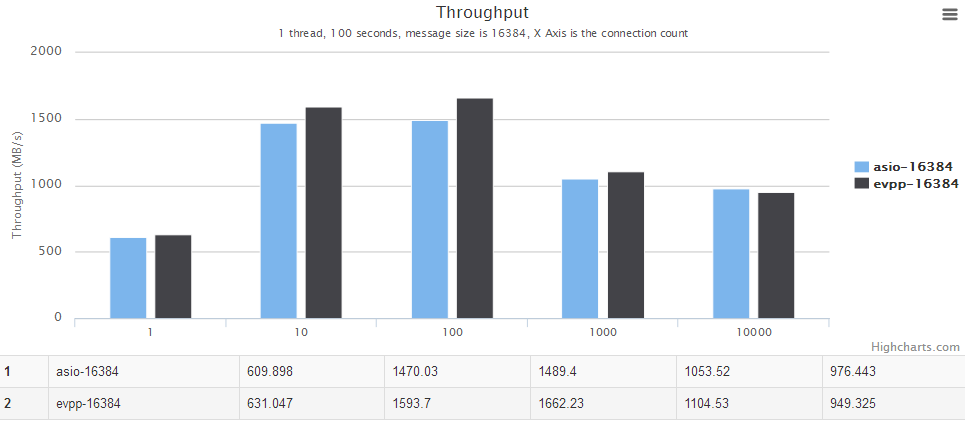 Throughput
1 thread, 100 seconds, message size is 16384, X Axis is the connection count
Throughput (MB/s)
2000
1500
1000
500
0
1 10 100 1000 10000
asio-16384
evpp-16384
Highcharts.com
1 asio-16384 609.898 1470.03 1489.4 1053.52 976.443
2 evpp-16384 631.047 1593.7 1662.23 1104.53 949.325